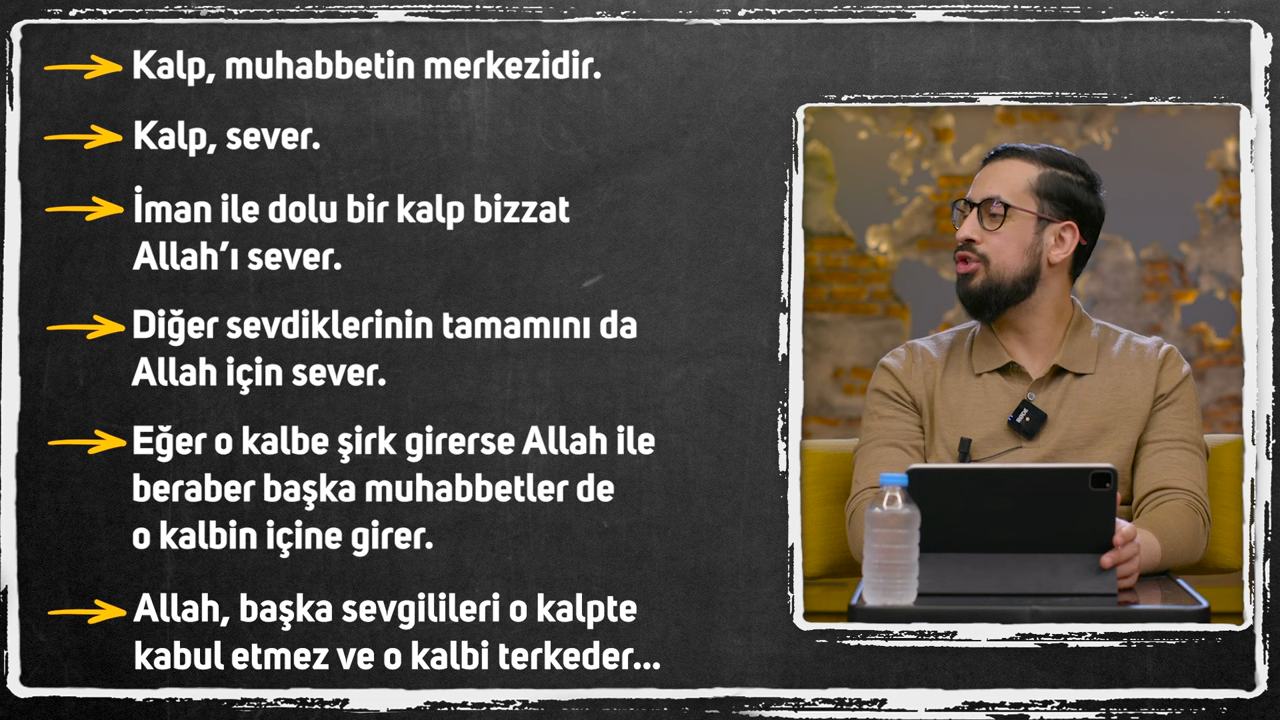 Kalp, muhabbetin merkezidir.
Kalp, sever.
İman ile dolu bir kalp bizzat
Allah'ı sever.
Diğer sevdiklerinin tamamını da
Allah için sever.
Eğer o kalbe şirk girerse Allah ile
beraber başka muhabbetler de
o kalbin içine girer.
Allah, başka sevgilileri o kalpte
kabul etmez ve o kalbi terkeder...